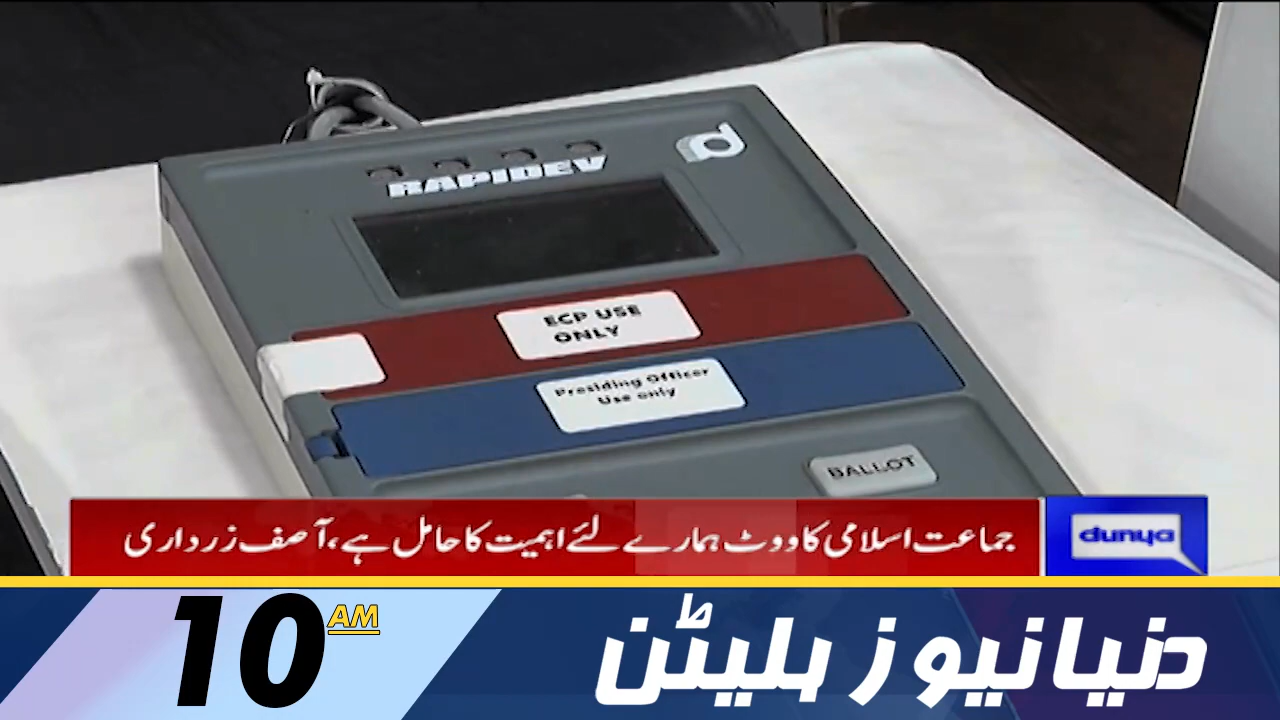 RAPIDEV
ECP USE
ONLY
Presiding Officer
Use only
BALLOT
جماعت اسلامی کا ووٹ ہمارے لئے اہمیت کا حامل ہے، آصف زرداری
dunya
10 AM
دنیا نیوز بلیٹن